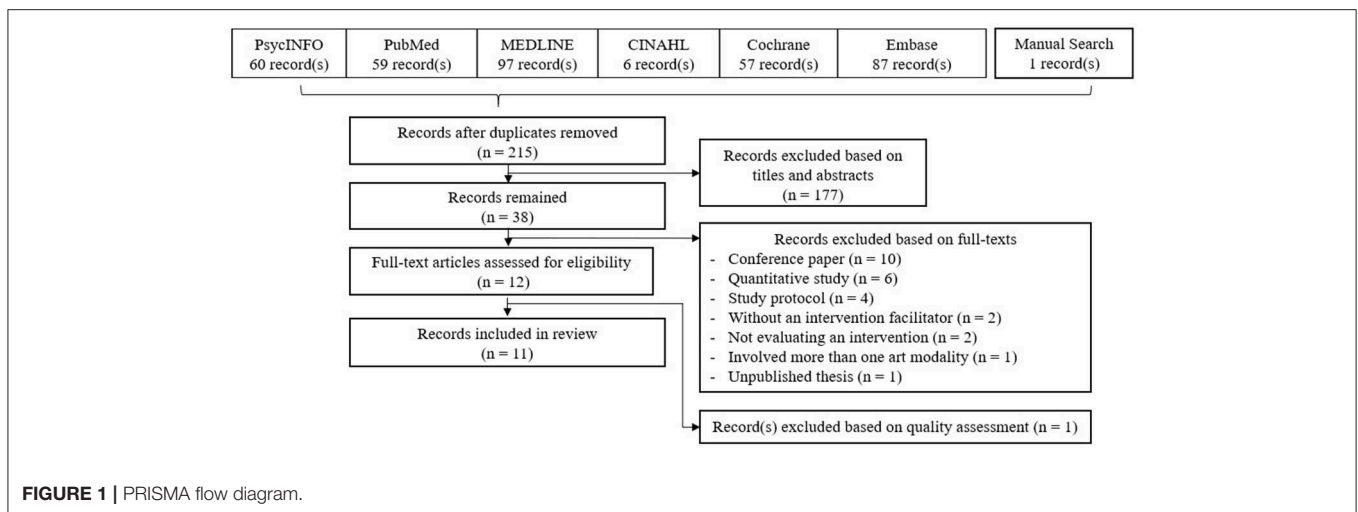 PsycINFO
60 record(s)
PubMed
59 record(s)
MEDLINE
97 record(s)
CINAHL
6 record(s)
Cochrane
57 record(s)
Embase
87 record(s)
Manual Search
1 record(s)
Records after duplicates removed
(n = 215)
Records excluded based on
titles and abstracts
(n = 177)
Records remained
(n = 38)
Records excluded based on full-texts
- Conference paper (n = 10)
- Quantitative study (n = 6)
- Study protocol (n = 4)
- Without an intervention facilitator (n = 2)
- Not evaluating an intervention (n = 2)
- Involved more than one art modality (n = 1)
- Unpublished thesis (n = 1)
Full-text articles assessed for eligibility
(n = 12)
Records included in review
(n = 11)
Record(s) excluded based on quality assessment (n = 1)
FIGURE 1 | PRISMA flow diagram.